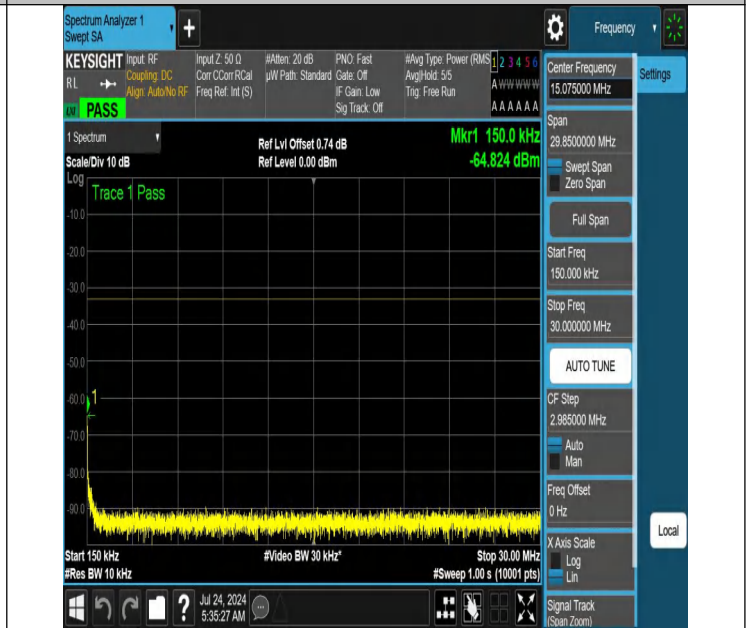 Spectrum Analyzer 1
Swept SA
+
Frequency
KEYSIGHT
RL
PASS
Input: RF
Coupling: DC
Align: Auto/No RF
Input Z: 50 Ω
Corr CCorr RCal
Freq Ref: Int (S)
#Atten: 20 dB
µW Path: Standard
PNO: Fast
Gate: Off
IF Gain: Low
Sig Track: Off
#Avg Type: Power (RMS
Avg|Hold: 5/5
Trig: Free Run
1 2 3 4 5 6
A W W W W W
A A A A A A
1 Spectrum
Scale/Div 10 dB
Ref Lvl Offset 0.74 dB
Ref Level 0.00 dBm
Mkr1 150.0 kHz
-64.824 dBm
Log
Trace 1 Pass
-10.0
-20.0
-30.0
-40.0
-50.0
-60.0
-70.0
-80.0
-90.0
1
Start 150 kHz
#Res BW 10 kHz
#Video BW 30 kHz*
Stop 30.00 MHz
#Sweep 1.00 s (10001 pts)
?
Jul 24, 2024
5:35:27 AM
Center Frequency
15.075000 MHz
Settings
Span
29.8500000 MHz
Swept Span
Zero Span
Full Span
Start Freq
150.000 kHz
Stop Freq
30.000000 MHz
AUTO TUNE
CF Step
2.985000 MHz
Auto
Man
Freq Offset
0 Hz
X Axis Scale
Log
Lin
Local
Signal Track
(Span Zoom)